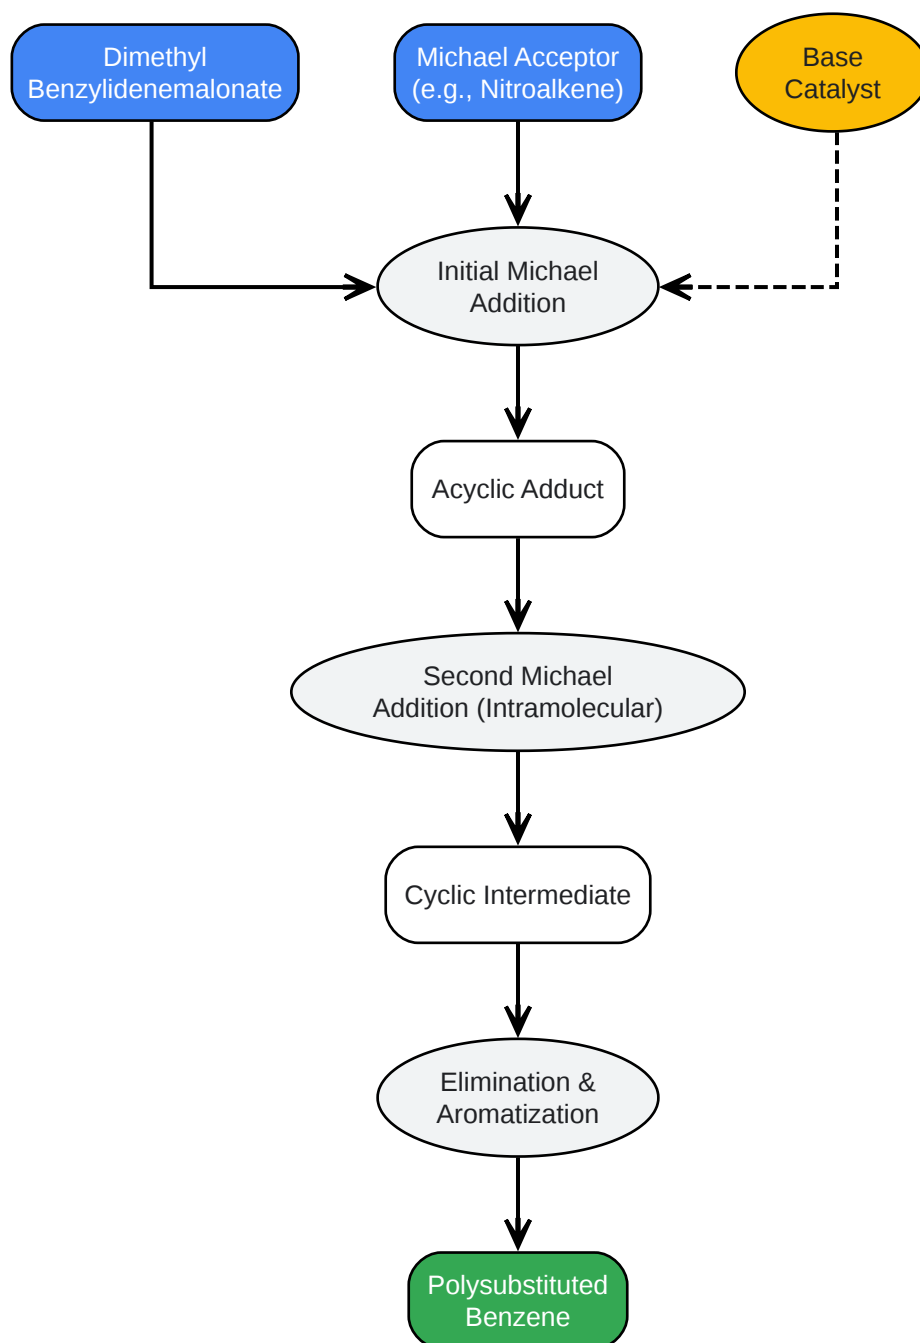 Dimethyl
Benzylidenemalonate
Michael Acceptor
(e.g., Nitroalkene)
Base
Catalyst
Initial Michael
Addition
Acyclic Adduct
Second Michael
Addition (Intramolecular)
Cyclic Intermediate
Elimination &
Aromatization
Polysubstituted
Benzene